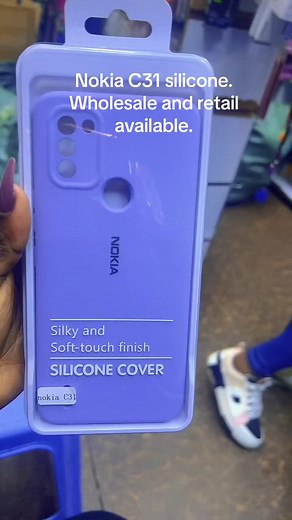 Nokia C31 silicone.
Wholesale and retail
available.
NOKIA
Silky and
Soft-touch finish
SILICONE COVER
nokia C31